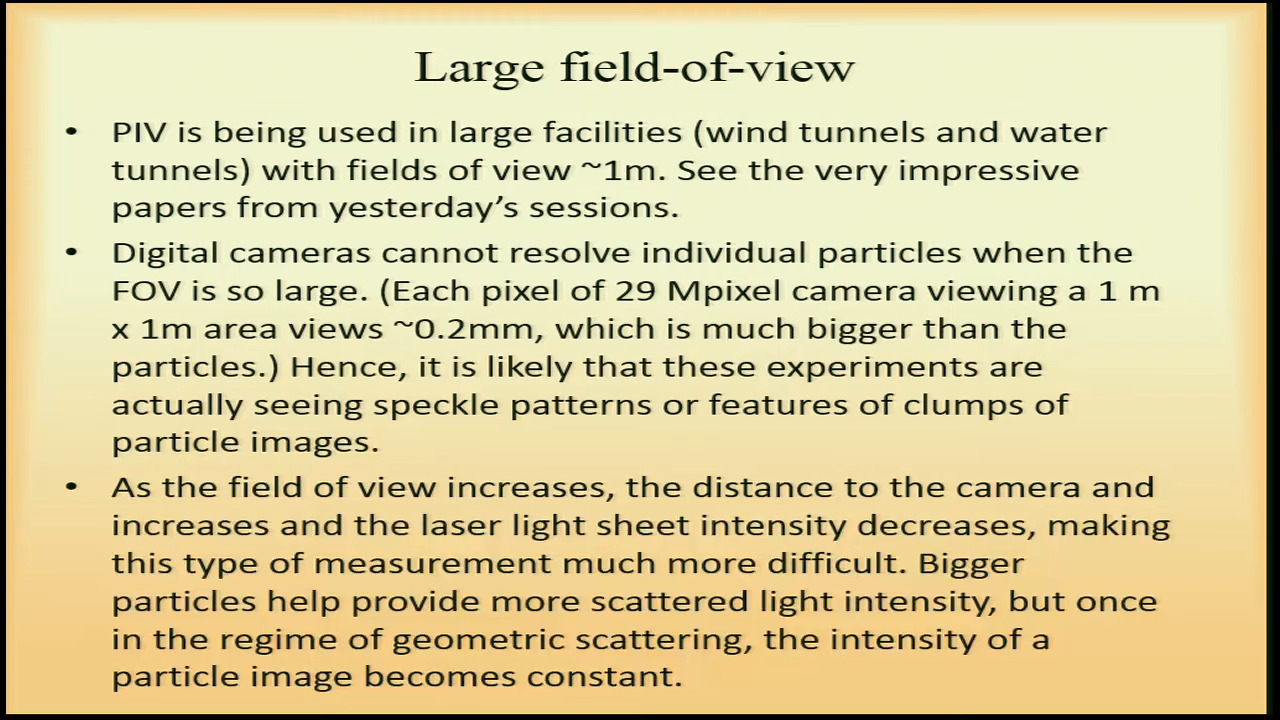 Large field-of-view
• PIV is being used in large facilities (wind tunnels and water
tunnels) with fields of view ~1m. See the very impressive
papers from yesterday’s sessions.
• Digital cameras cannot resolve individual particles when the
FOV is so large. (Each pixel of 29 Mpixel camera viewing a 1 m
x 1m area views ~0.2mm, which is much bigger than the
particles.) Hence, it is likely that these experiments are
actually seeing speckle patterns or features of clumps of
particle images.
• As the field of view increases, the distance to the camera and
increases and the laser light sheet intensity decreases, making
this type of measurement much more difficult. Bigger
particles help provide more scattered light intensity, but once
in the regime of geometric scattering, the intensity of a
particle image becomes constant.